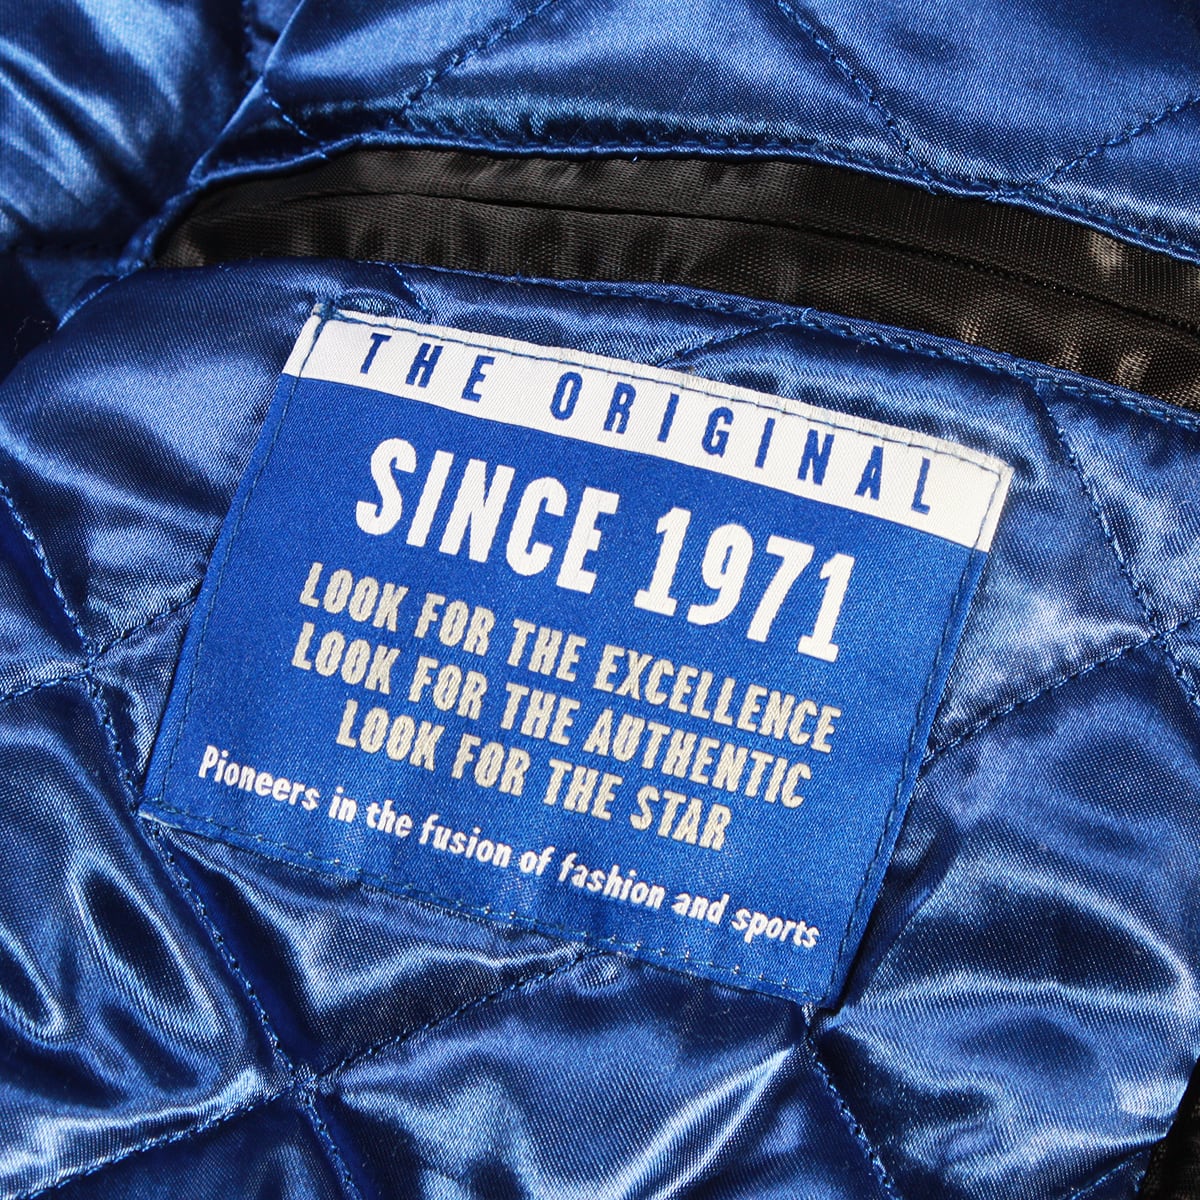 THE ORIGINAL
SINCE 1971
LOOK FOR THE EXCELLENCE
LOOK FOR THE AUTHENTIC
LOOK FOR THE STAR
Pioneers in the fusion of fashion and sports